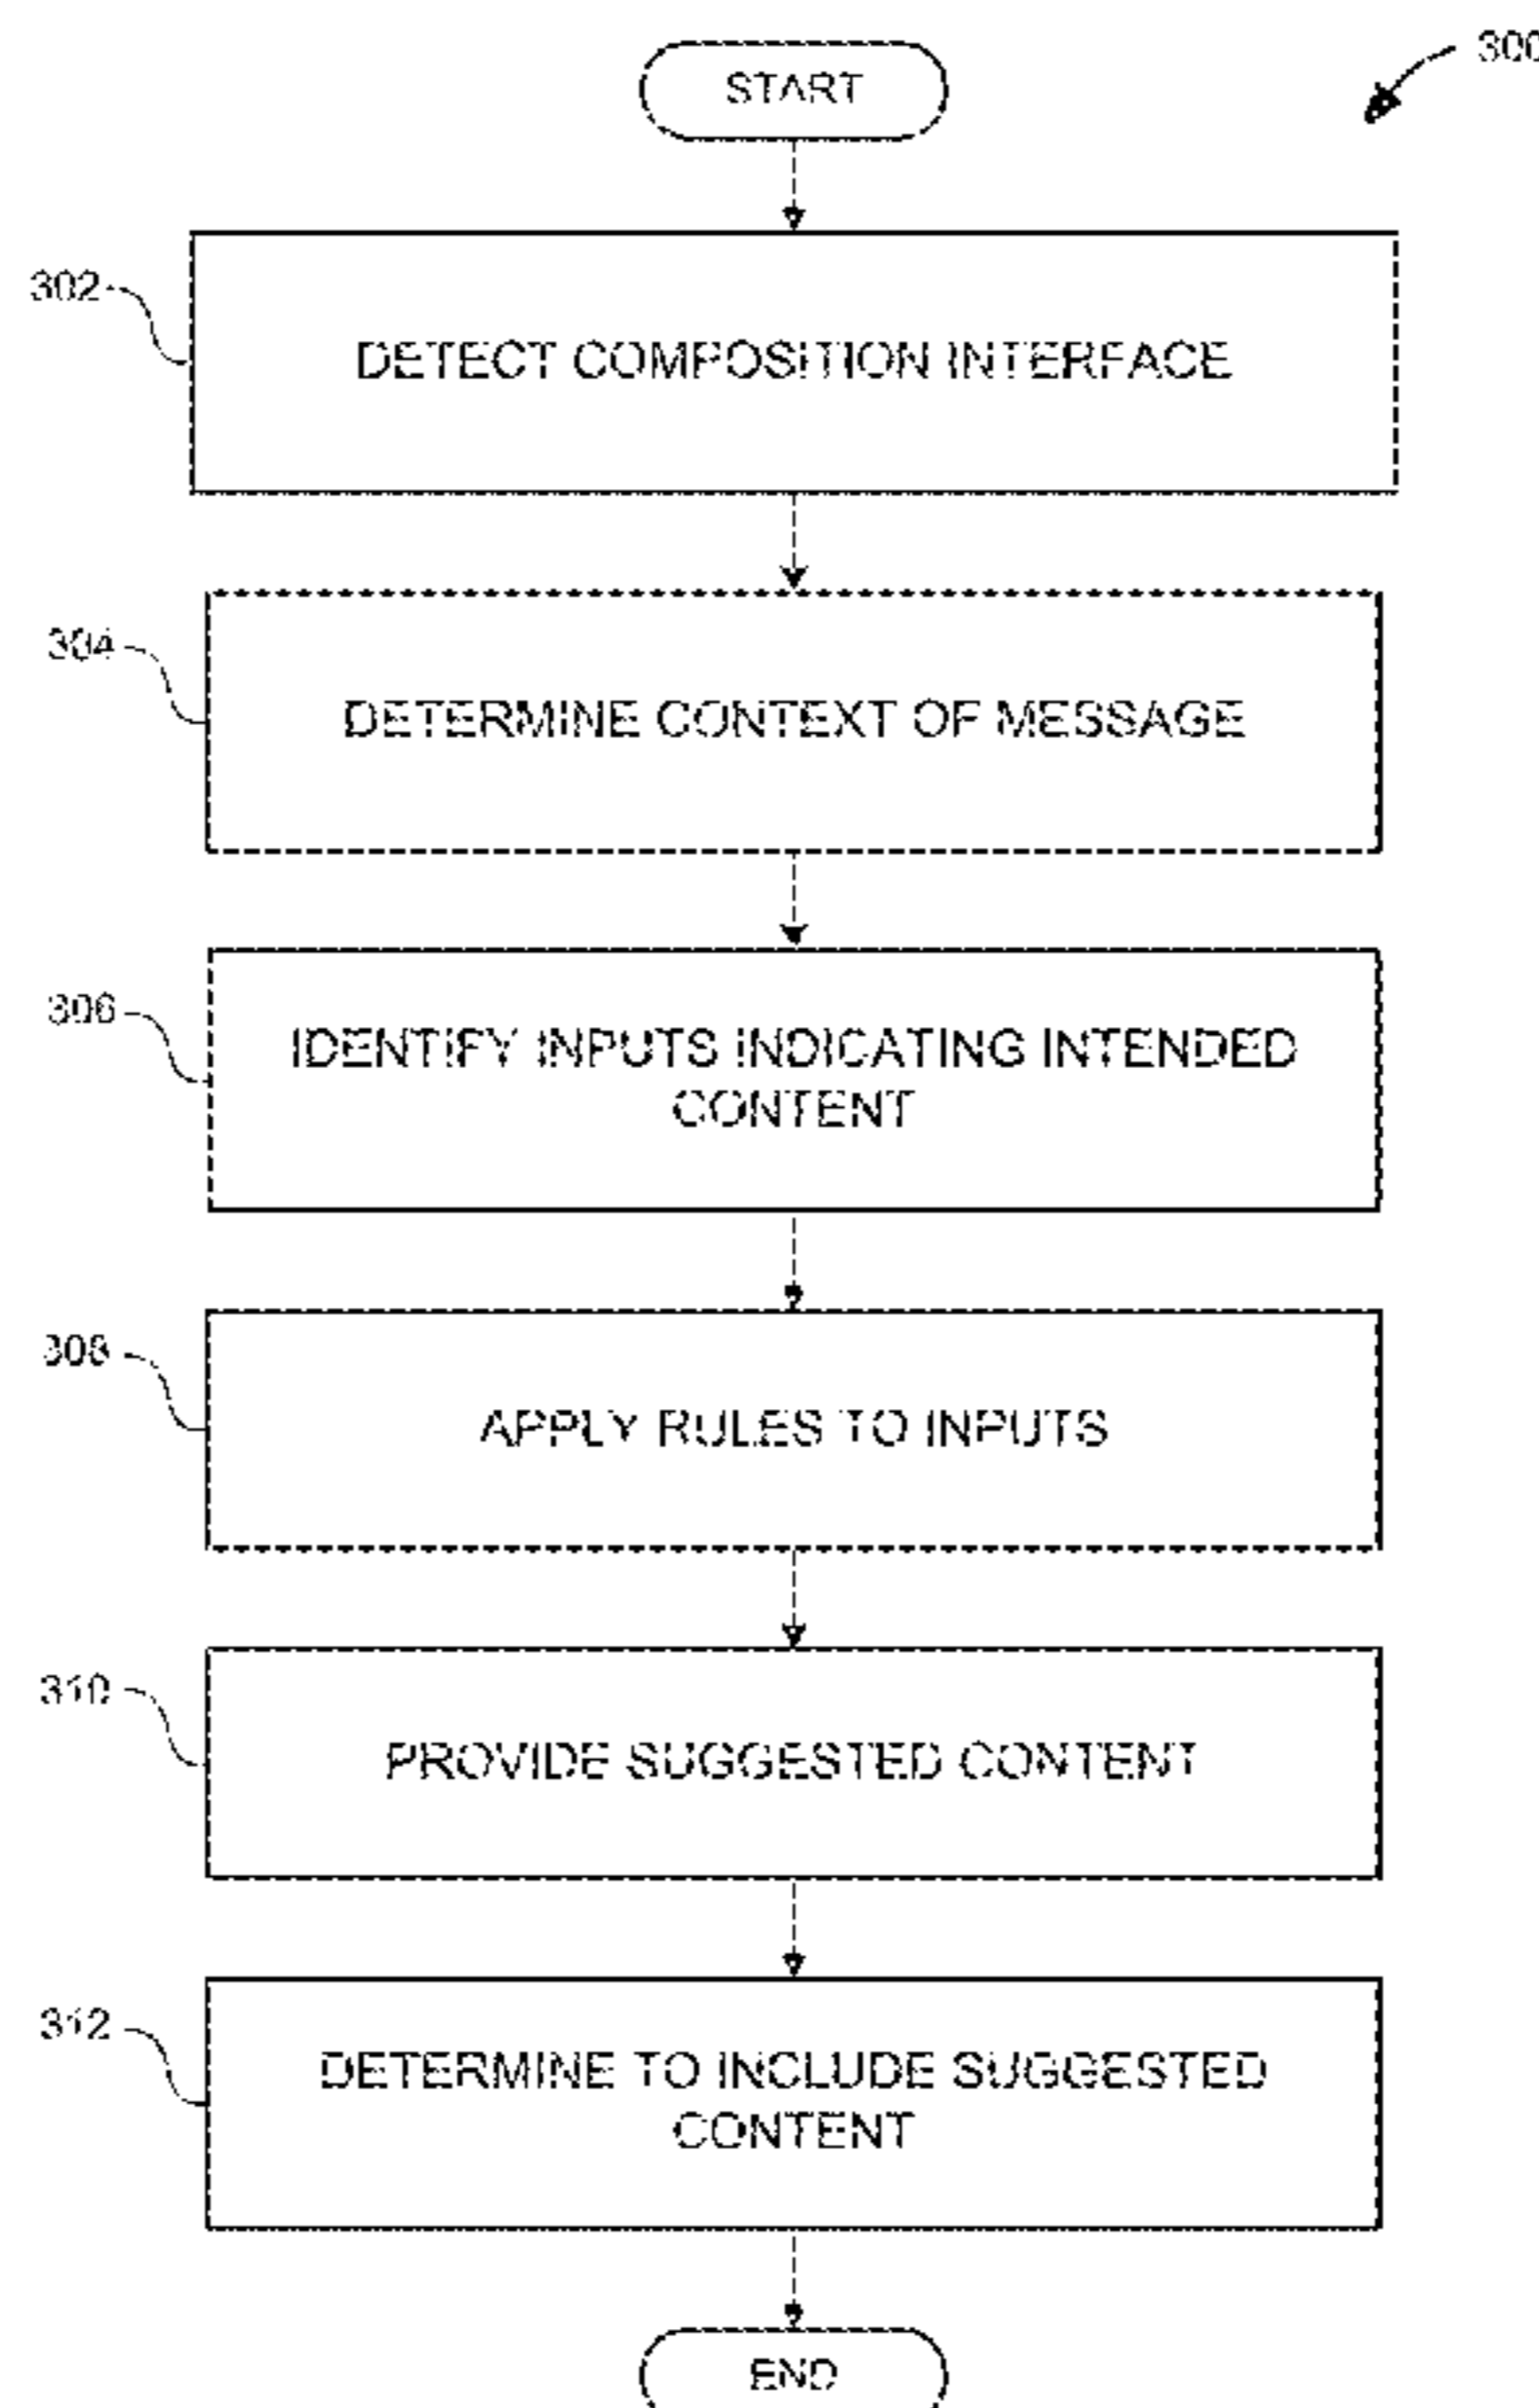 START
300
302
DETECT COMPOSITION INTERFACE
304
DETERMINE CONTEXT OF MESSAGE
306
IDENTIFY INPUTS INDICATING INTENDED
CONTENT
308
APPLY RULES TO INPUTS
310
PROVIDE SUGGESTED CONTENT
312
DETERMINE TO INCLUDE SUGGESTED
CONTENT
END